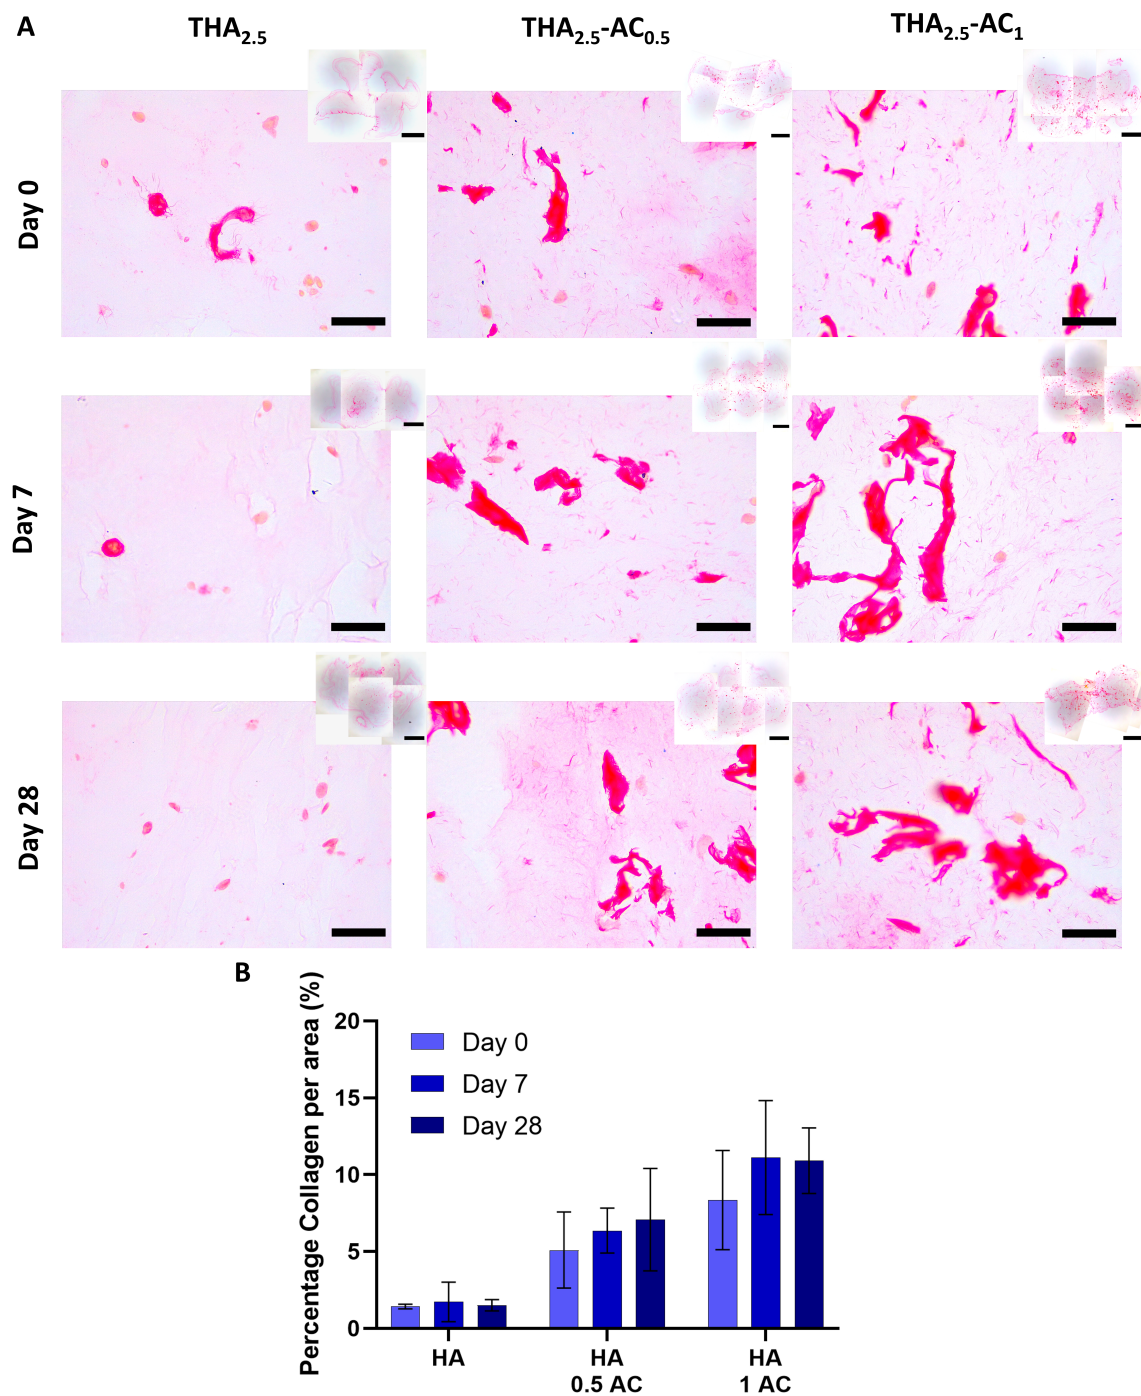 A
THA2.5
THA2.5-AC0.5
THA2.5-AC1
Day 0
Day 7
Day 28
B
Percentage Collagen per area (%)
20
15
10
5
0
Day 0
Day 7
Day 28
HA
HA
0.5 AC
HA
1 AC